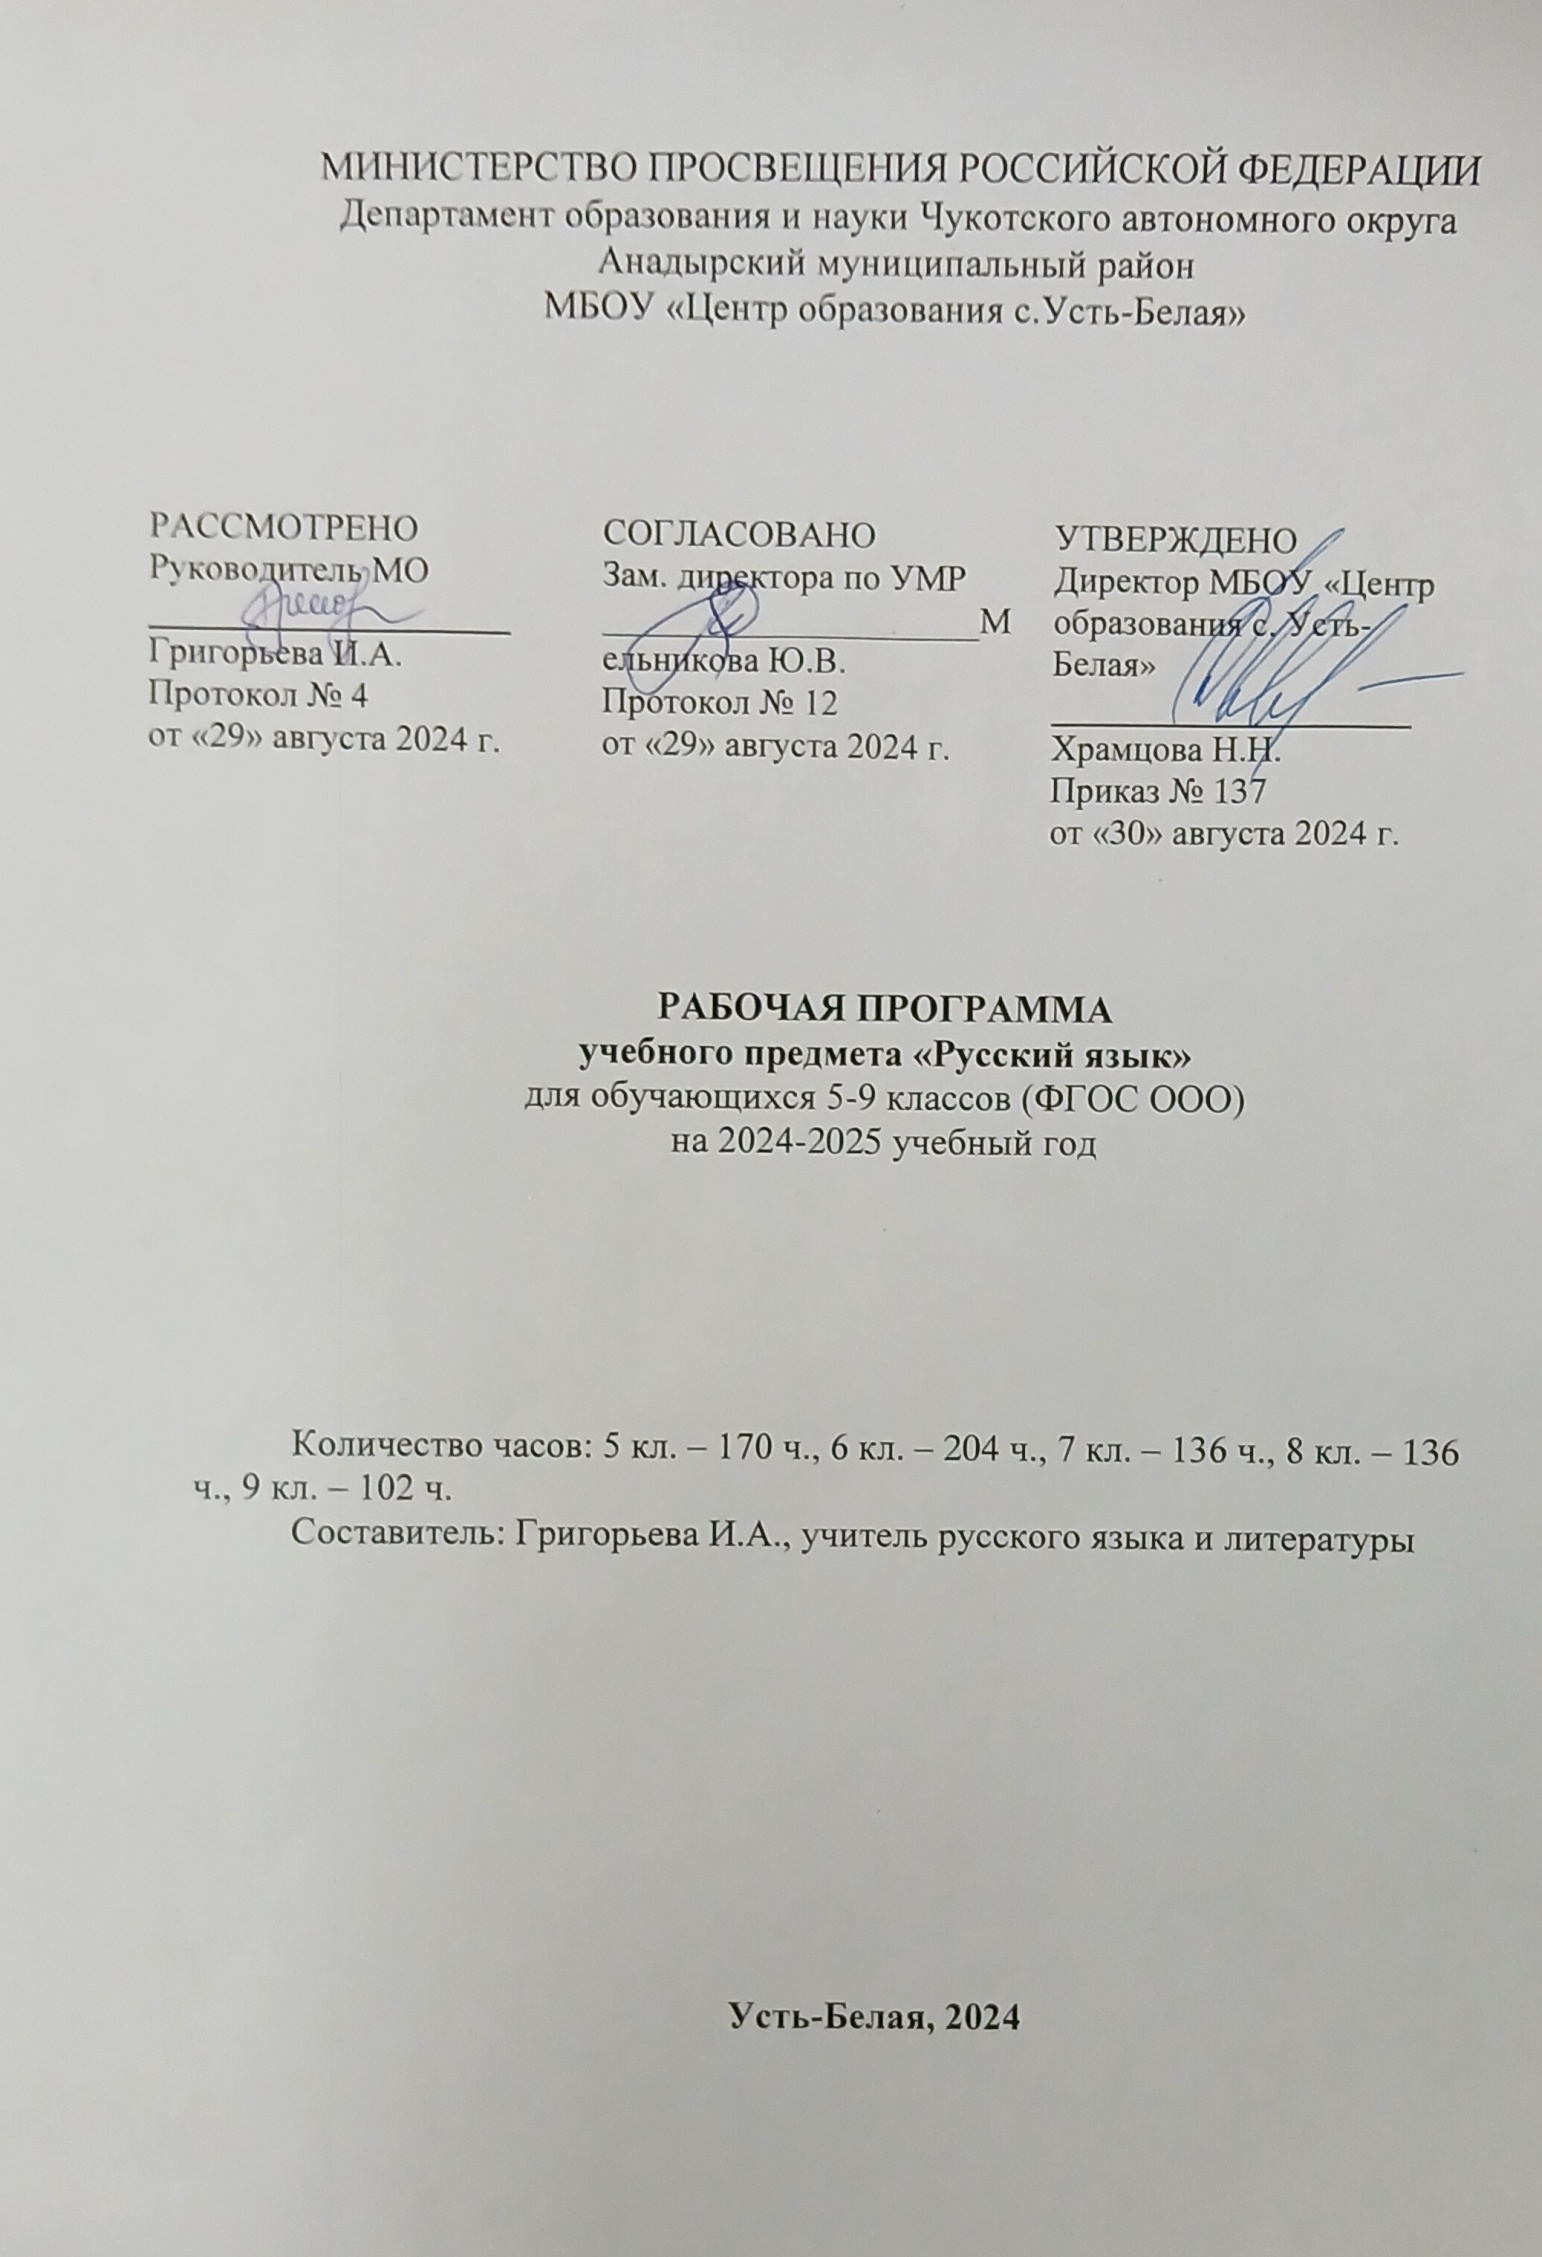 МИНИСТЕРСТВО ПРОСВЕЩЕНИЯ РОССИЙСКОЙ ФЕДЕРАЦИИ
Департамент образования и науки Чукотского автономного округа
Анадырский муниципальный район
МБОУ «Центр образования с.Усть-Белая»
РАССМОТРЕНО
Руководитель МО
Григорьева И.А.
Протокол № 4
от «29» августа 2024 г.
СОГЛАСОВАНО
Зам. директора по УМР
М
ельникова Ю.В.
Протокол № 12
от «29» августа 2024 г.
УТВЕРЖДЕНО
Директор МБОУ «Центр
образования с. Усть-
Белая»
Храмцова Н.Н.
Приказ № 137
от «30» августа 2024 г.
РАБОЧАЯ ПРОГРАММА
учебного предмета «Русский язык»
для обучающихся 5-9 классов (ФГОС ООО)
на 2024-2025 учебный год
Количество часов: 5 кл. – 170 ч., 6 кл. – 204 ч., 7 кл. – 136 ч., 8 кл. – 136
ч., 9 кл. – 102 ч.
Составитель: Григорьева И.А., учитель русского языка и литературы
Усть-Белая, 2024